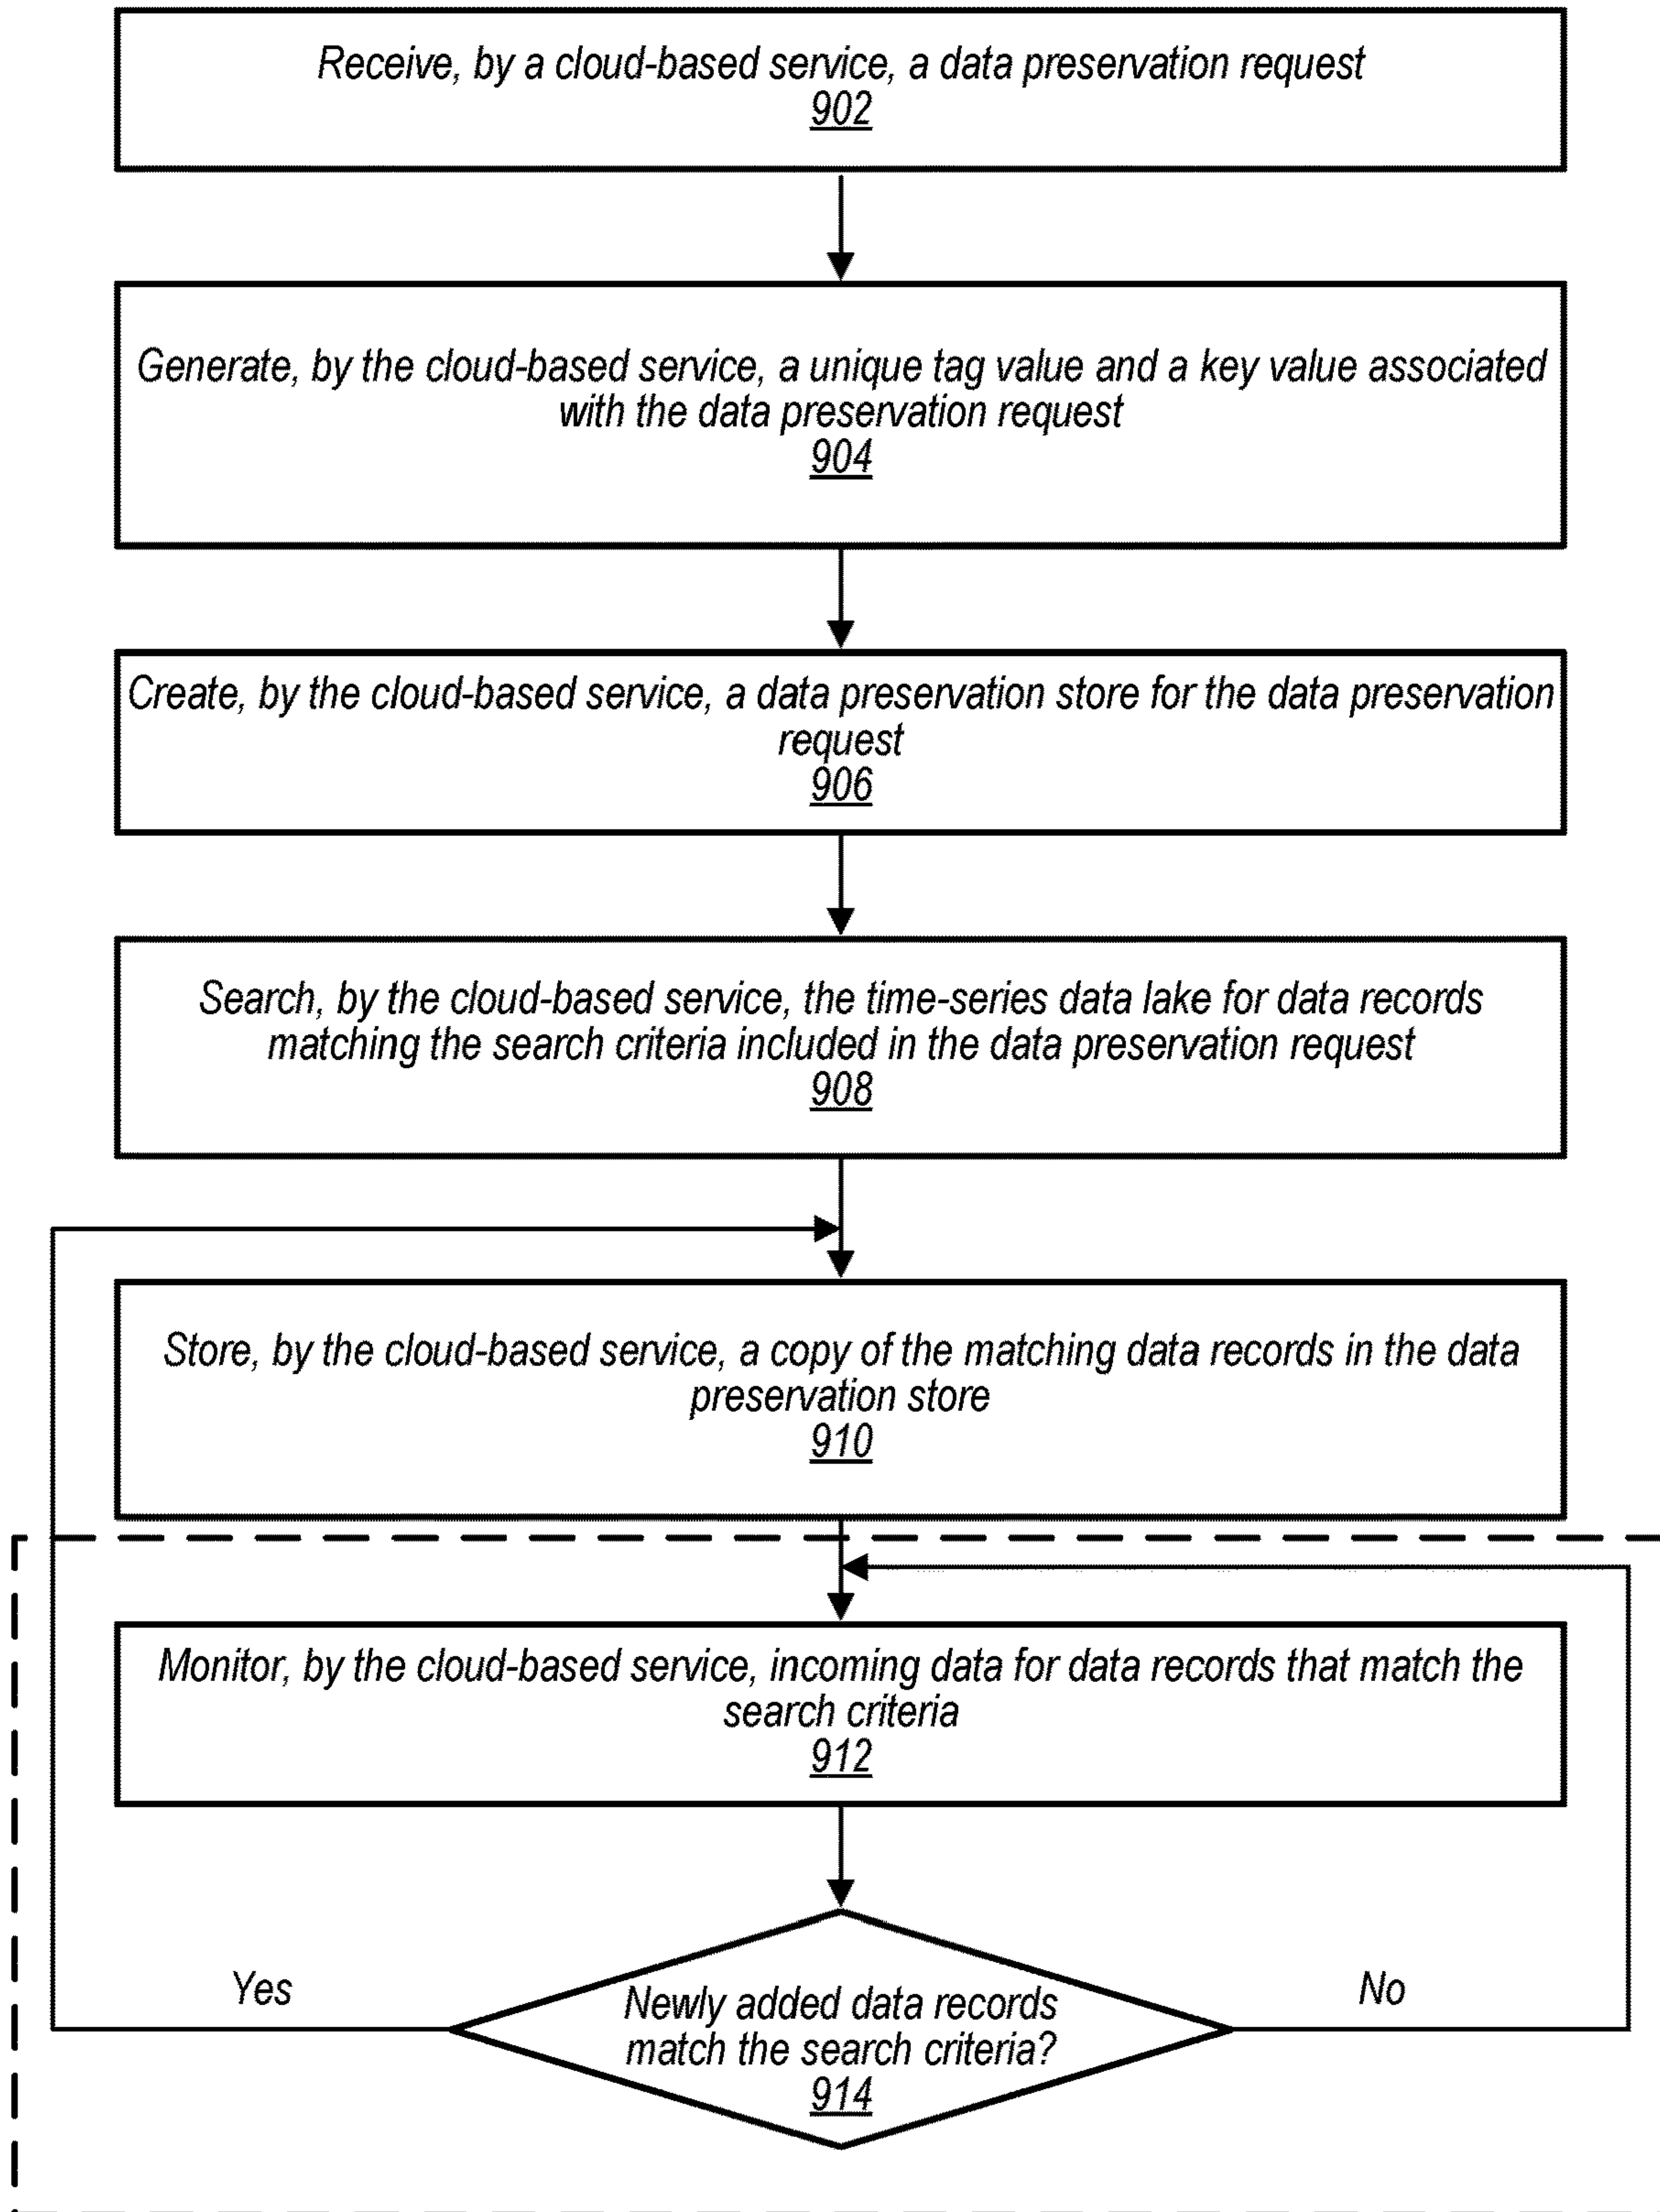 Receive, by a cloud-based service, a data preservation request
902
Generate, by the cloud-based service, a unique tag value and a key value associated
with the data preservation request
904
Create, by the cloud-based service, a data preservation store for the data preservation
request
906
Search, by the cloud-based service, the time-series data lake for data records
matching the search criteria included in the data preservation request
908
Store, by the cloud-based service, a copy of the matching data records in the data
preservation store
910
Monitor, by the cloud-based service, incoming data for data records that match the
search criteria
912
Yes
Newly added data records
match the search criteria?
914
No